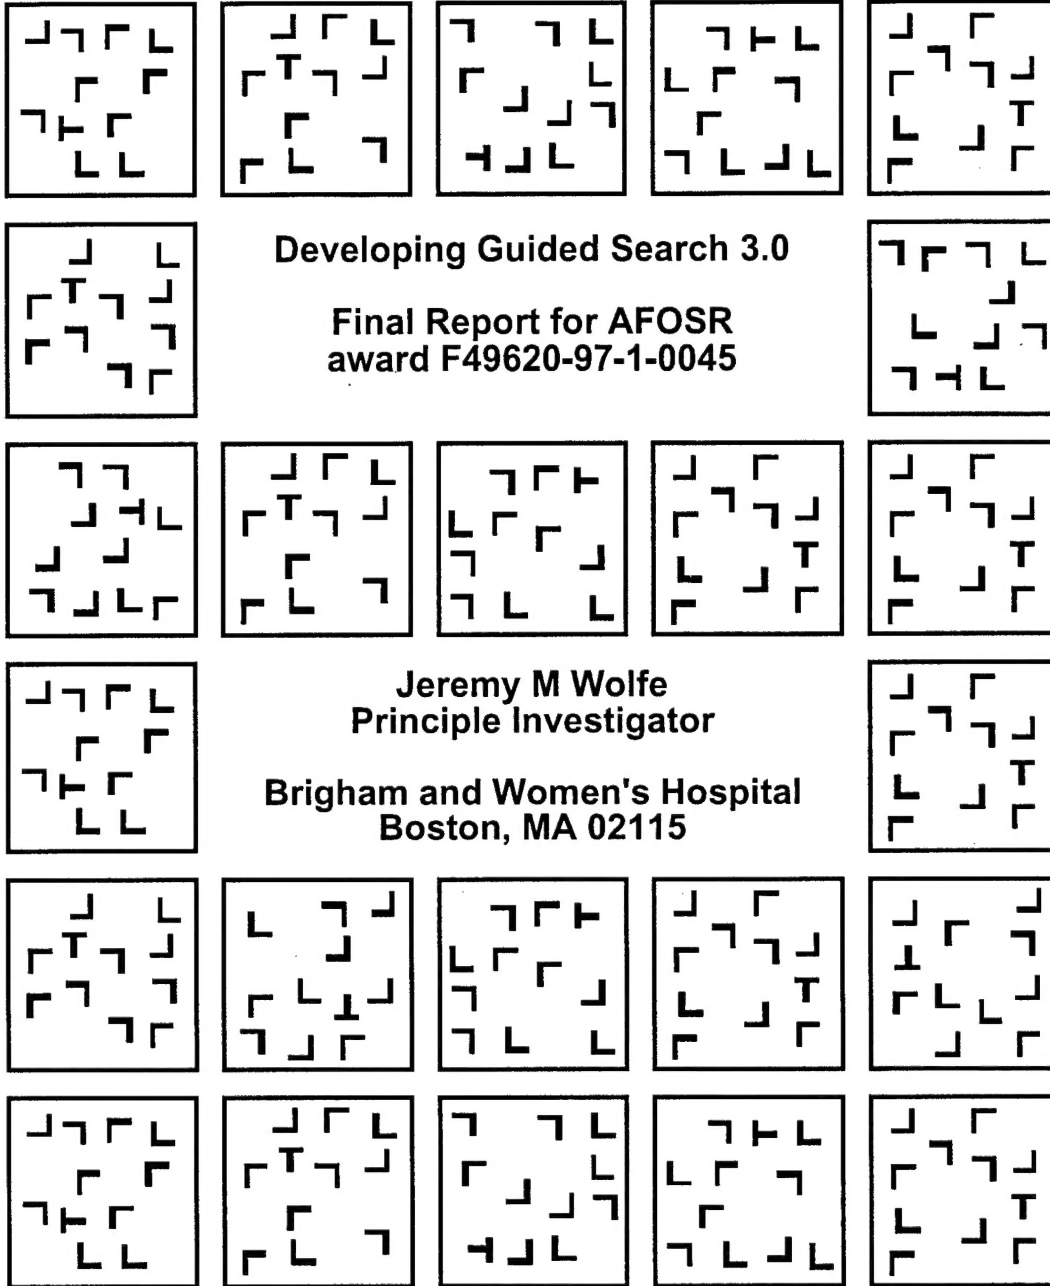 Developing Guided Search 3.0
Final Report for AFOSR
award F49620-97-1-0045
Jeremy M Wolfe
Principle Investigator
Brigham and Women's Hospital
Boston, MA 02115